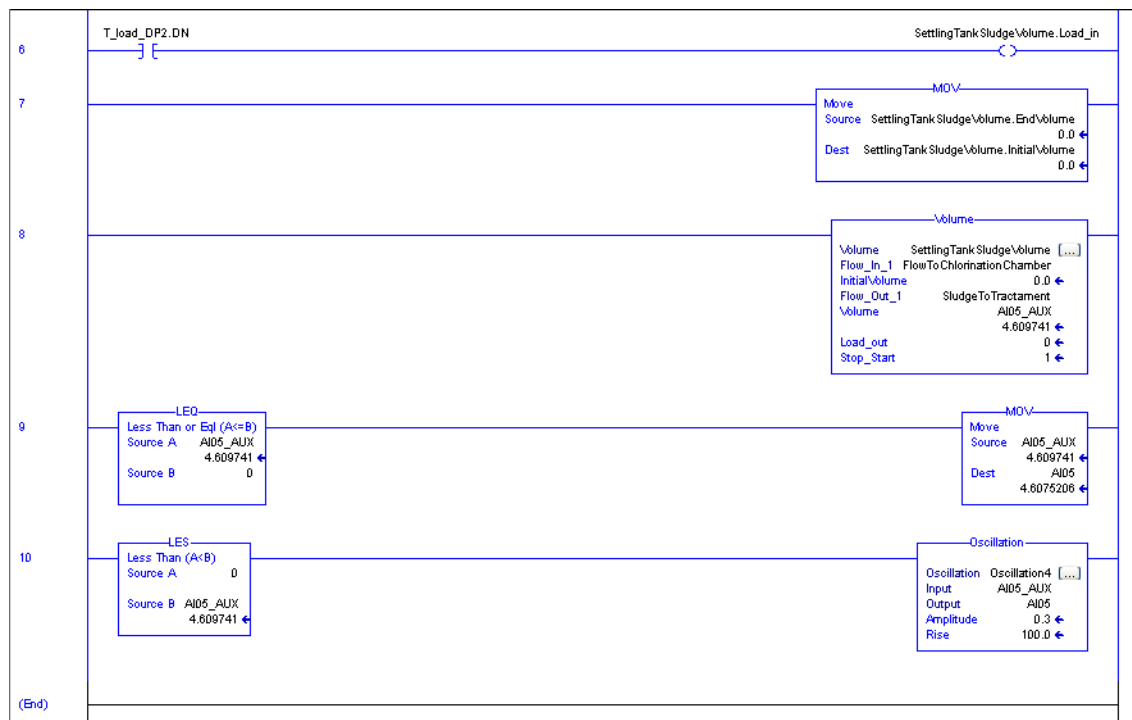 T_load_DP2.DN SettlingTankSludgeVolume.Load_in
6
7
MOV
Move
Source SettlingTankSludgeVolume.EndVolume
0.0
Dest SettlingTankSludgeVolume.InitialVolume
0.0
8
Volume
Volume SettlingTankSludgeVolume ...
Flow_In_1 FlowToChlorinationChamber
InitialVolume 0.0
Flow_Out_1 SludgeToTractament
Volume AI05_AUX
4.609741
Load_out 0
Stop_Start 1
9
LEQ
Less Than or Eql (A<=B)
Source A AI05_AUX
4.609741
Source B 0
MOV
Move
Source AI05_AUX
4.609741
Dest AI05
4.6075206
10
LES
Less Than (A<B)
Source A 0
Source B AI05_AUX
4.609741
Oscillation
Oscillation Oscillation4 ...
Input AI05_AUX
Output AI05
Amplitude 0.3
Rise 100.0
(End)